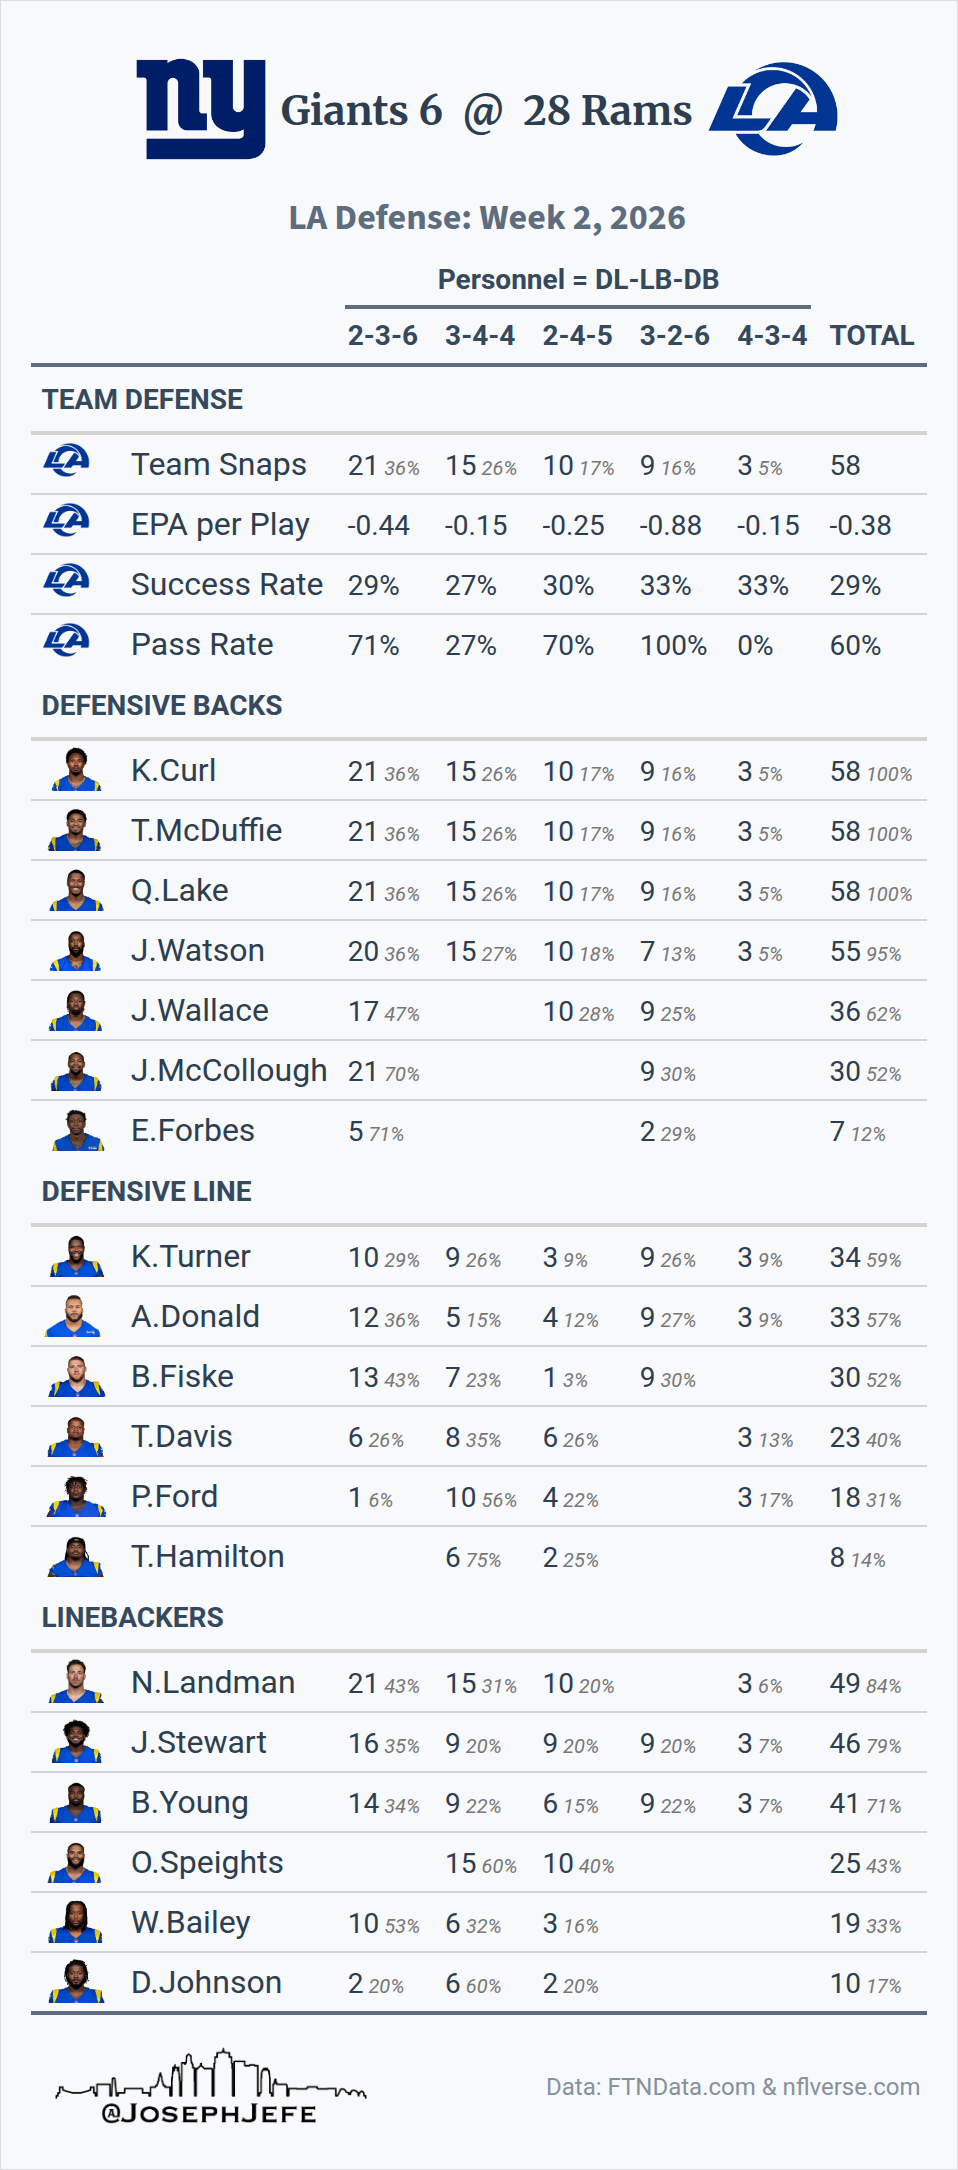 ny Giants 6 @ 28 Rams LA
LA Defense: Week 2, 2026
Personnel = DL-LB-DB
2-3-6 3-4-4 2-4-5 3-2-6 4-3-4 TOTAL
TEAM DEFENSE
Team Snaps 21 36% 15 26% 10 17% 9 16% 3 5% 58
EPA per Play -0.44 -0.15 -0.25 -0.88 -0.15 -0.38
Success Rate 29% 27% 30% 33% 33% 29%
Pass Rate 71% 27% 70% 100% 0% 60%
DEFENSIVE BACKS
K.Curl 21 36% 15 26% 10 17% 9 16% 3 5% 58 100%
T.McDuffie 21 36% 15 26% 10 17% 9 16% 3 5% 58 100%
Q.Lake 21 36% 15 26% 10 17% 9 16% 3 5% 58 100%
J.Watson 20 36% 15 27% 10 18% 7 13% 3 5% 55 95%
J.Wallace 17 47% 10 28% 9 25% 36 62%
J.McCollough 21 70% 9 30% 30 52%
E.Forbes 5 71% 2 29% 7 12%
DEFENSIVE LINE
K.Turner 10 29% 9 26% 3 9% 9 26% 3 9% 34 59%
A.Donald 12 36% 5 15% 4 12% 9 27% 3 9% 33 57%
B.Fiske 13 43% 7 23% 1 3% 9 30% 30 52%
T.Davis 6 26% 8 35% 6 26% 3 13% 23 40%
P.Ford 1 6% 10 56% 4 22% 3 17% 18 31%
T.Hamilton 6 75% 2 25% 8 14%
LINEBACKERS
N.Landman 21 43% 15 31% 10 20% 3 6% 49 84%
J.Stewart 16 35% 9 20% 9 20% 9 20% 3 7% 46 79%
B.Young 14 34% 9 22% 6 15% 9 22% 3 7% 41 71%
O.Speights 15 60% 10 40% 25 43%
W.Bailey 10 53% 6 32% 3 16% 19 33%
D.Johnson 2 20% 6 60% 2 20% 10 17%
@JOSEPHJEFE
Data: FTNData.com & nflverse.com